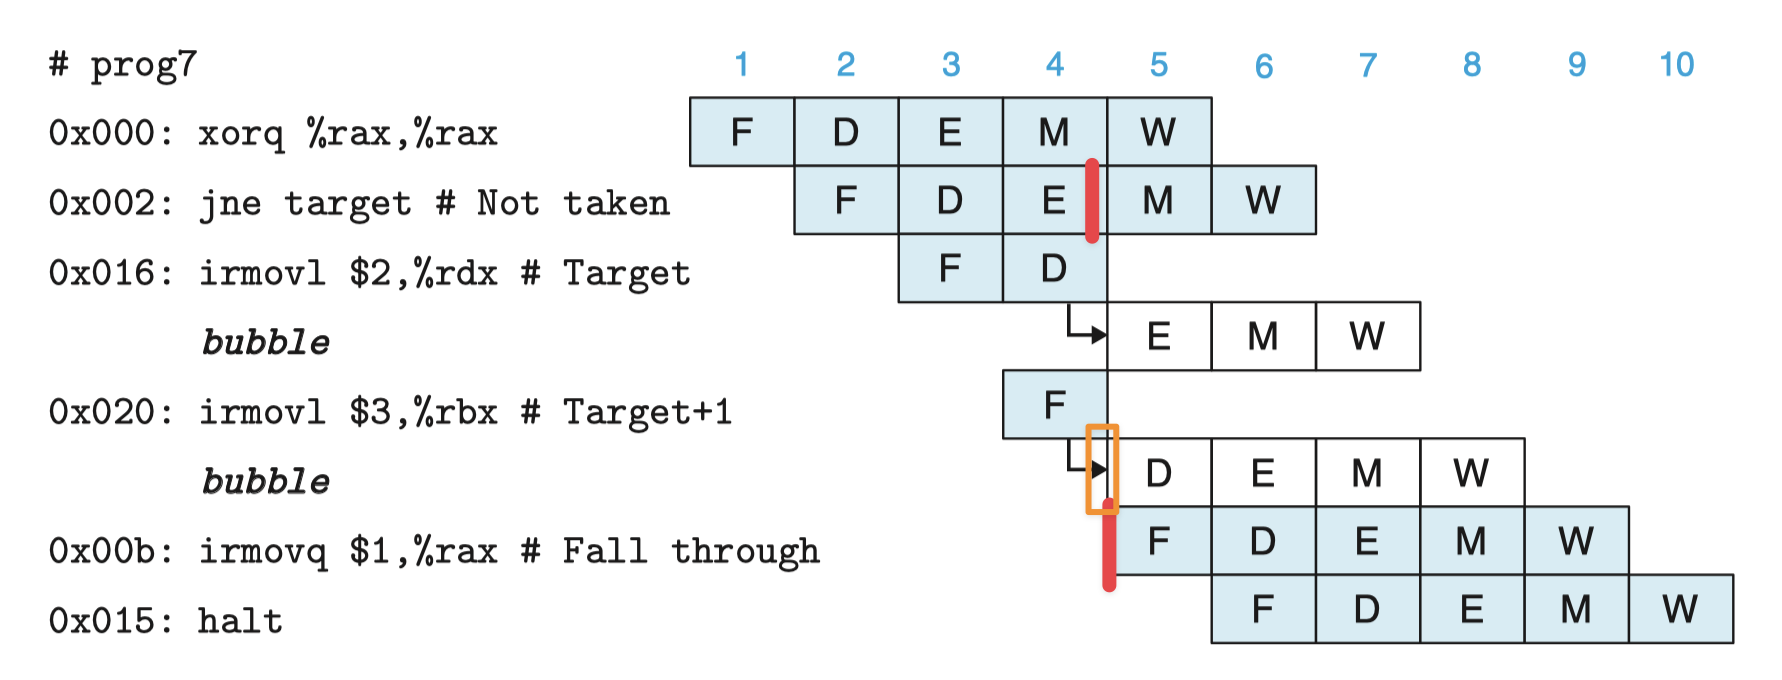 # prog7 1 2 3 4 5 6 7 8 9 10
0x000: xorq %rax,%rax F D E M W
0x002: jne target # Not taken F D E M W
0x016: irmovl $2,%rdx # Target F D
bubble E M W
0x020: irmovl $3,%rbx # Target+1 F
bubble D E M W
0x00b: irmovq $1,%rax # Fall through F D E M W
0x015: halt F D E M W